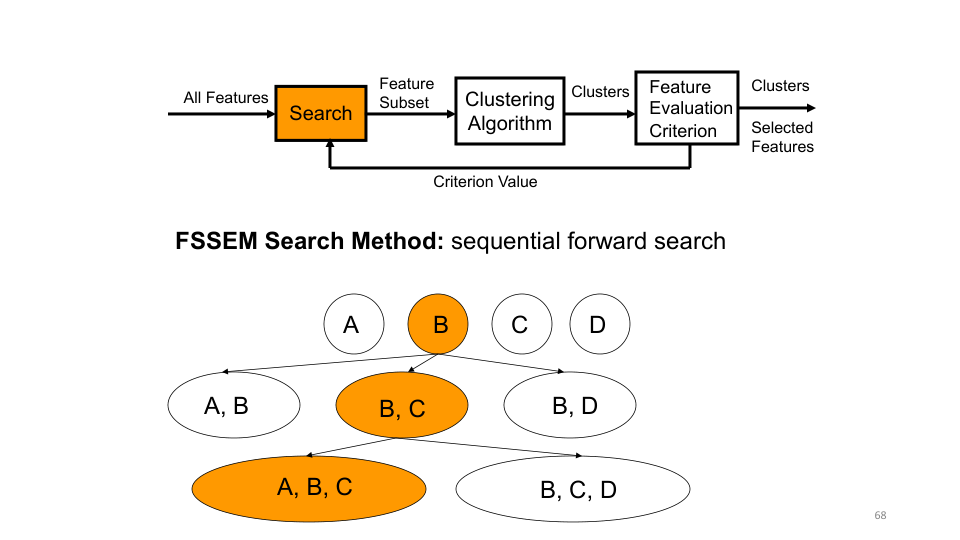 All Features
Search
Feature
Subset
Clustering
Algorithm
Clusters
Feature
Evaluation
Criterion
Clusters
Selected
Features
Criterion Value
FSSEM Search Method: sequential forward search
A
B
C
D
A, B
B, C
B, D
A, B, C
B, C, D
68